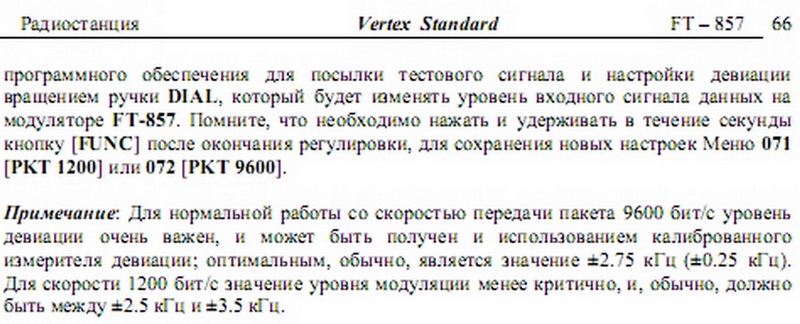 Радиостанция Vertex Standard FT – 857 66
программного обеспечения для посылки тестового сигнала и настройки девиации
вращением ручки DIAL, который будет изменять уровень входного сигнала данных на
модуляторе FT-857. Помните, что необходимо нажать и удерживать в течение секунды
кнопку [FUNC] после окончания регулировки, для сохранения новых настроек Меню 071
[PKT 1200] или 072 [PKT 9600].
Примечание: Для нормальной работы со скоростью передачи пакета 9600 бит/с уровень
девиации очень важен, и может быть получен и использованием калиброванного
измерителя девиации; оптимальным, обычно, является значение ±2.75 кГц (±0.25 кГц).
Для скорости 1200 бит/с значение уровня модуляции менее критично, и, обычно, должно
быть между ±2.5 кГц и ±3.5 кГц.